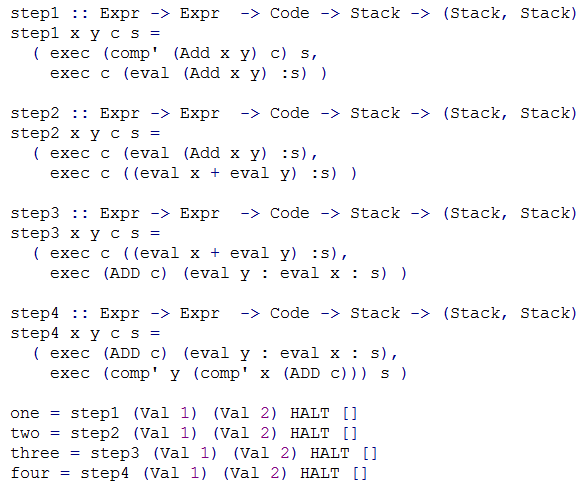 step1 :: Expr -> Expr  -> Code -> Stack -> (Stack, Stack)
step1 x y c s =
  ( exec (comp' (Add x y) c) s,
    exec c (eval (Add x y) :s) )

step2 :: Expr -> Expr  -> Code -> Stack -> (Stack, Stack)
step2 x y c s =
  ( exec c (eval (Add x y) :s),
    exec c ((eval x + eval y) :s) )

step3 :: Expr -> Expr  -> Code -> Stack -> (Stack, Stack)
step3 x y c s =
  ( exec c ((eval x + eval y) :s),
    exec (ADD c) (eval y : eval x : s) )

step4 :: Expr -> Expr  -> Code -> Stack -> (Stack, Stack)
step4 x y c s =
  ( exec (ADD c) (eval y : eval x : s),
    exec (comp' y (comp' x (ADD c))) s )

one = step1 (Val 1) (Val 2) HALT []
two = step2 (Val 1) (Val 2) HALT []
three = step3 (Val 1) (Val 2) HALT []
four = step4 (Val 1) (Val 2) HALT []